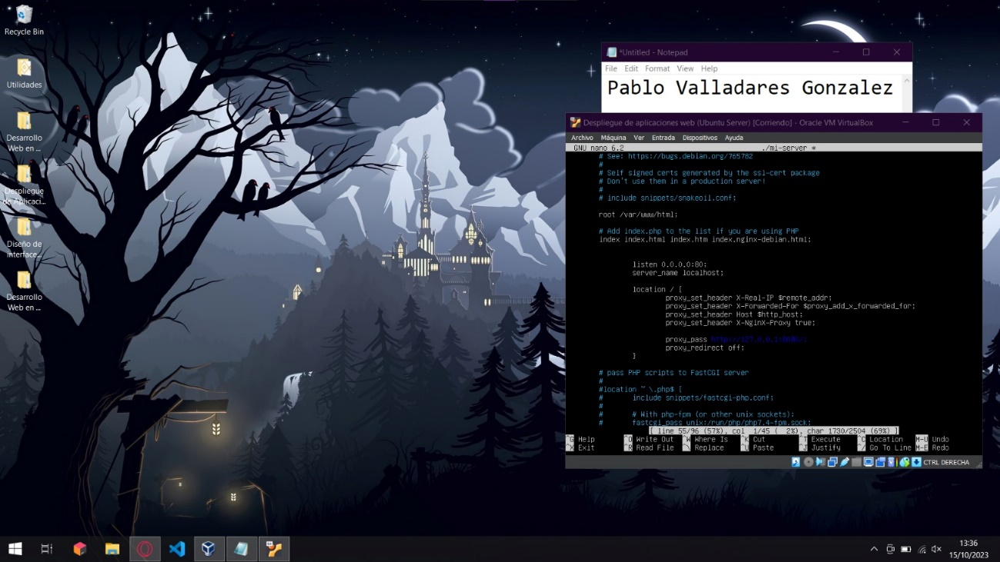 Recycle Bin
Utilidades
Desarrollo
Web en ...
Despliegue
de Aplicaci...
Diseño de
interface...
Desarrollo
Web en ...
*Untitled - Notepad
File Edit Format View Help
Pablo Valladares Gonzalez
Despliegue de aplicaciones web (Ubuntu Server) [Corriendo] - Oracle VM VirtualBox
Archivo Máquina Ver Entrada Dispositivos Ayuda
GNU nano 6.2 ./mi-server *
# See: https://bugs.debian.org/765782
#
# Self signed certs generated by the ssl-cert package
# Don't use them in a production server!
#
# include snippets/snakeoil.conf;
root /var/www/html;
# Add index.php to the list if you are using PHP
index index.html index.htm index.nginx-debian.html;
listen 0.0.0.0:80;
server_name localhost;
location / {
proxy_set_header X-Real-IP $remote_addr;
proxy_set_header X-Forwarded-For $proxy_add_x_forwarded_for;
proxy_set_header Host $http_host;
proxy_set_header X-NginX-Proxy true;
proxy_pass
proxy_redirect off;
}
# pass PHP scripts to FastCGI server
#
#location ~ \.php$ {
# include snippets/fastcgi-php.conf;
#
# # With php-fpm (or other unix sockets):
# fastcgi_pass unix:/run/php/php7.4-fpm.sock;
[ line 55/96 (57%), col 1/45 ( 2%), char 1730/2504 (69%) ]
^G Help ^O Write Out ^W Where Is ^K Cut ^T Execute ^C Location M-U Undo
^X Exit ^R Read File ^\ Replace ^U Paste ^J Justify ^/ Go To Line M-E Redo
CTRL DERECHA
13:36
15/10/2023